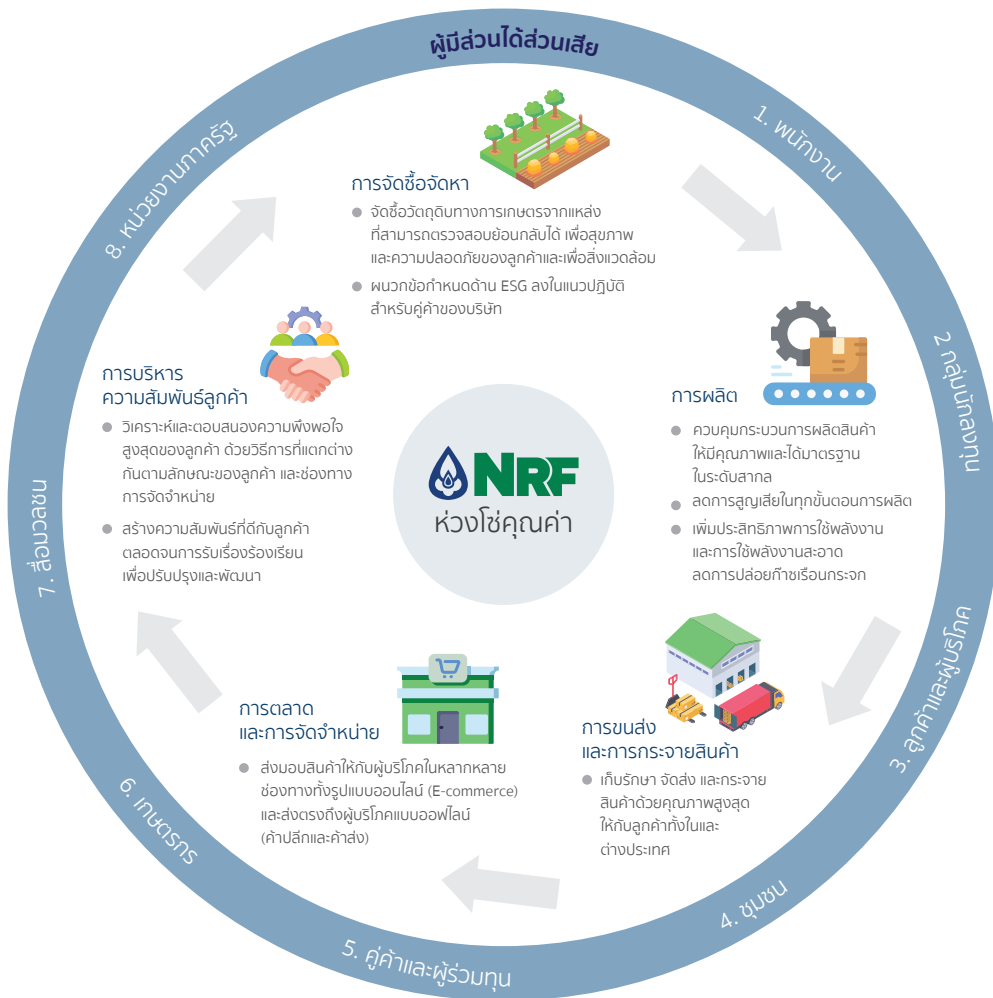 ผู้มีส่วนได้ส่วนเสีย
1. พนักงาน
2 กลุ่มนักลงทุน
3. ลูกค้าและผู้บริโภค
4. ชุมชน
5. คู่ค้าและผู้ร่วมทุน
6. เกษตรกร
7. สื่อมวลชน
8. หน่วยงานภาครัฐ
การจัดซื้อจัดหา
จัดซื้อวัตถุดิบทางการเกษตรจากแหล่ง
ที่สามารถตรวจสอบย้อนกลับได้ เพื่อสุขภาพ
และความปลอดภัยของลูกค้าและเพื่อสิ่งแวดล้อม
ผนวกข้อกำหนดด้าน ESG ลงในแนวปฏิบัติ
สำหรับคู่ค้าของบริษัท
การผลิต
ควบคุมกระบวนการผลิตสินค้า
ให้มีคุณภาพและได้มาตรฐาน
ในระดับสากล
ลดการสูญเสียในทุกขั้นตอนการผลิต
เพิ่มประสิทธิภาพการใช้พลังงาน
และการใช้พลังงานสะอาด
ลดการปล่อยก๊าซเรือนกระจก
การขนส่ง
และการกระจายสินค้า
เก็บรักษา จัดส่ง และกระจาย
สินค้าด้วยคุณภาพสูงสุด
ให้กับลูกค้าทั้งในและ
ต่างประเทศ
การตลาด
และการจัดจำหน่าย
ส่งมอบสินค้าให้กับผู้บริโภคในหลากหลาย
ช่องทางทั้งรูปแบบออนไลน์ (E-commerce)
และส่งตรงถึงผู้บริโภคแบบออฟไลน์
(ค้าปลีกและค้าส่ง)
การบริหาร
ความสัมพันธ์ลูกค้า
วิเคราะห์และตอบสนองความพึงพอใจ
สูงสุดของลูกค้า ด้วยวิธีการที่แตกต่าง
กันตามลักษณะของลูกค้า และช่องทาง
การจัดจำหน่าย
สร้างความสัมพันธ์ที่ดีกับลูกค้า
ตลอดจนการรับเรื่องร้องเรียน
เพื่อปรับปรุงและพัฒนา
NRF
ห่วงโซ่คุณค่า